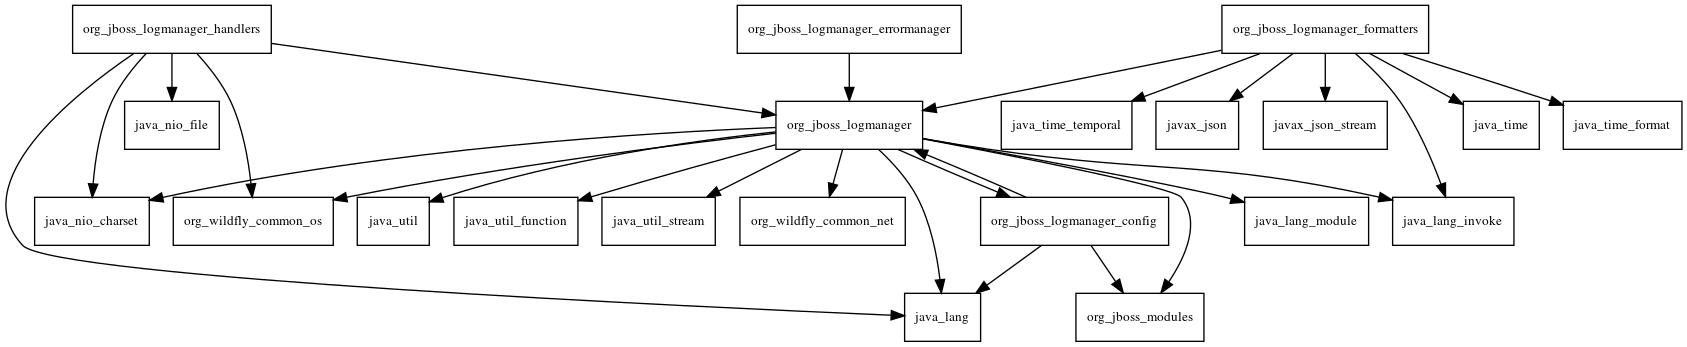 org_jboss_logmanager_handlers
org_jboss_logmanager_errormanager
org_jboss_logmanager_formatters
java_nio_file
org_jboss_logmanager
java_time_temporal
javax_json
javax_json_stream
java_time
java_time_format
java_nio_charset
org_wildfly_common_os
java_util
java_util_function
java_util_stream
org_wildfly_common_net
org_jboss_logmanager_config
java_lang_module
java_lang_invoke
java_lang
org_jboss_modules